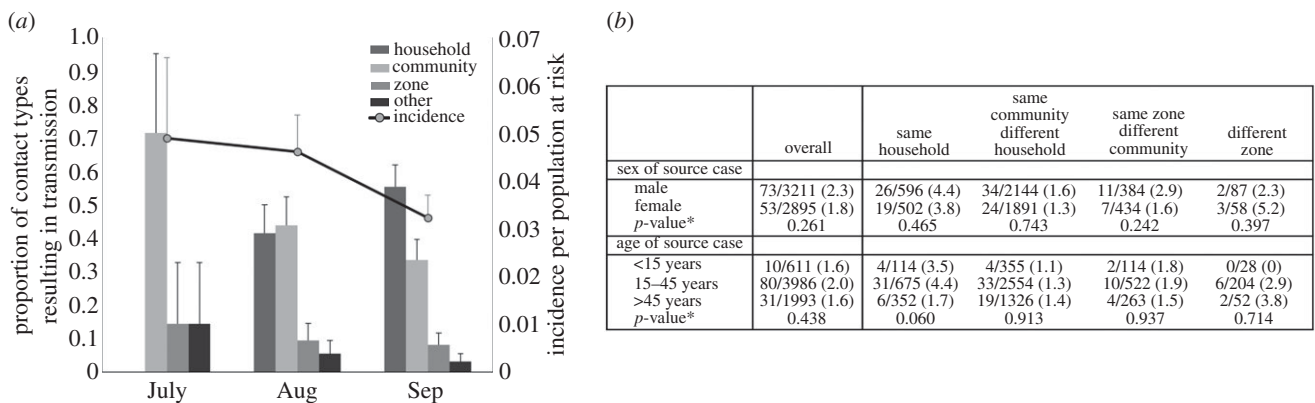 (a)
1.0
0.9
0.8
0.7
0.6
0.5
0.4
0.3
0.2
0.1
0
proportion of contact types
resulting in transmission
household
community
zone
other
incidence
0.07
0.06
0.05
0.04
0.03
0.02
0.01
0
incidence per population at risk
July Aug Sep
(b)
overall
same
household
same
community
different
household
same zone
different
community
different
zone
sex of source case
male 73/3211 (2.3) 26/596 (4.4) 34/2144 (1.6) 11/384 (2.9) 2/87 (2.3)
female 53/2895 (1.8) 19/502 (3.8) 24/1891 (1.3) 7/434 (1.6) 3/58 (5.2)
p-value* 0.261 0.465 0.743 0.242 0.397
age of source case
<15 years 10/611 (1.6) 4/114 (3.5) 4/355 (1.1) 2/114 (1.8) 0/28 (0)
15–45 years 80/3986 (2.0) 31/675 (4.4) 33/2554 (1.3) 10/522 (1.9) 6/204 (2.9)
>45 years 31/1993 (1.6) 6/352 (1.7) 19/1326 (1.4) 4/263 (1.5) 2/52 (3.8)
p-value* 0.438 0.060 0.913 0.937 0.714